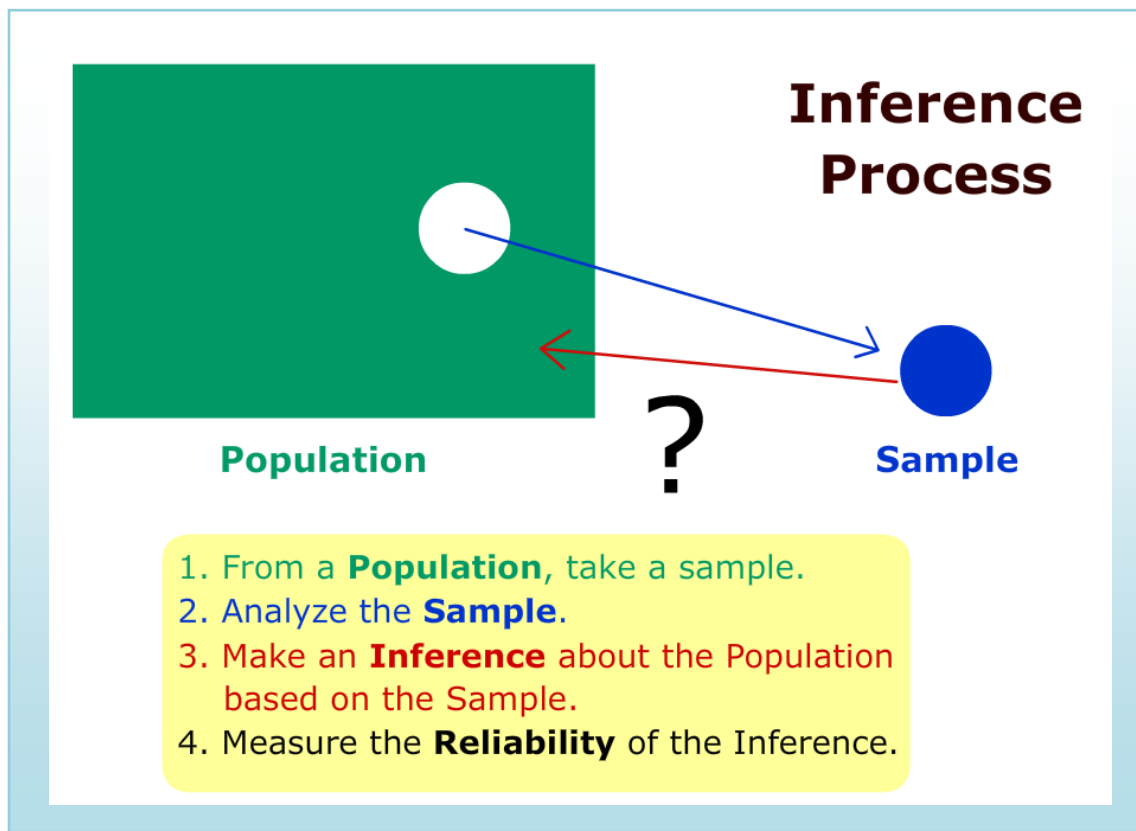 Inference
Process
?
Population
Sample
1. From a Population, take a sample.
2. Analyze the Sample.
3. Make an Inference about the Population
based on the Sample.
4. Measure the Reliability of the Inference.